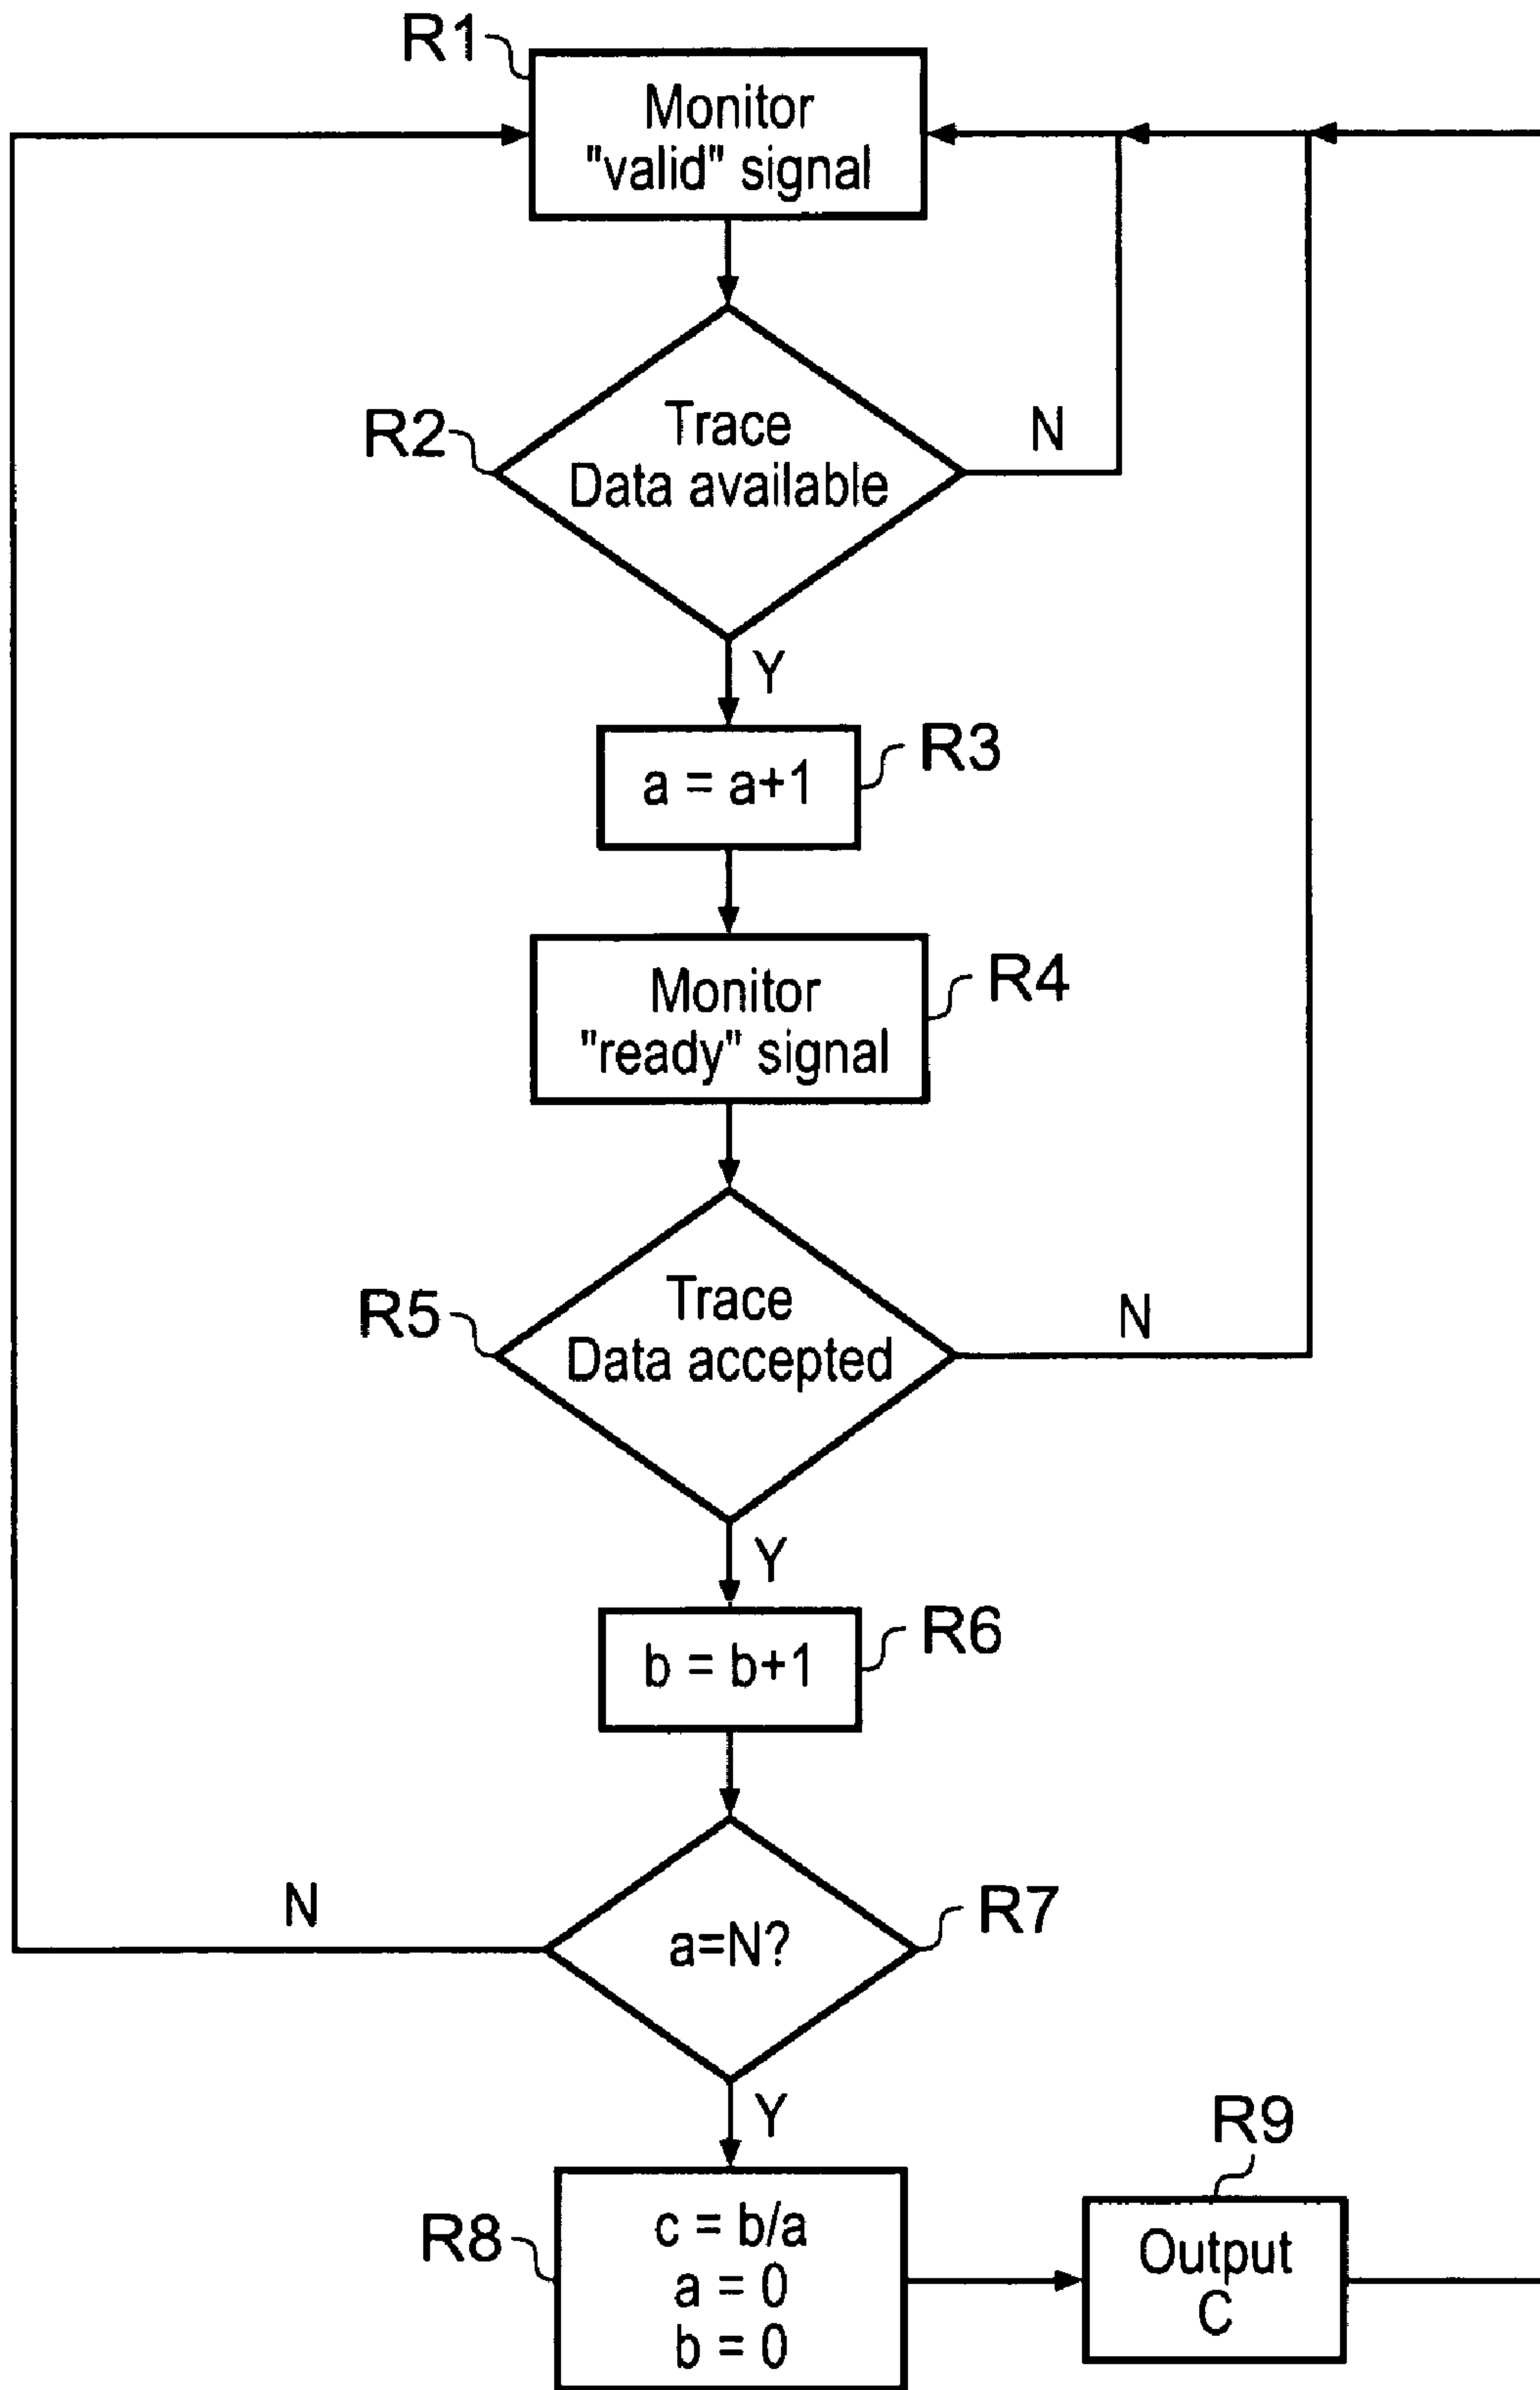 R1
Monitor
"valid" signal
R2
Trace
Data available
N
Y
a = a+1
R3
Monitor
"ready" signal
R4
R5
Trace
Data accepted
N
Y
b = b+1
R6
N
a=N?
R7
Y
R8
c = b/a
a = 0
b = 0
R9
Output
C